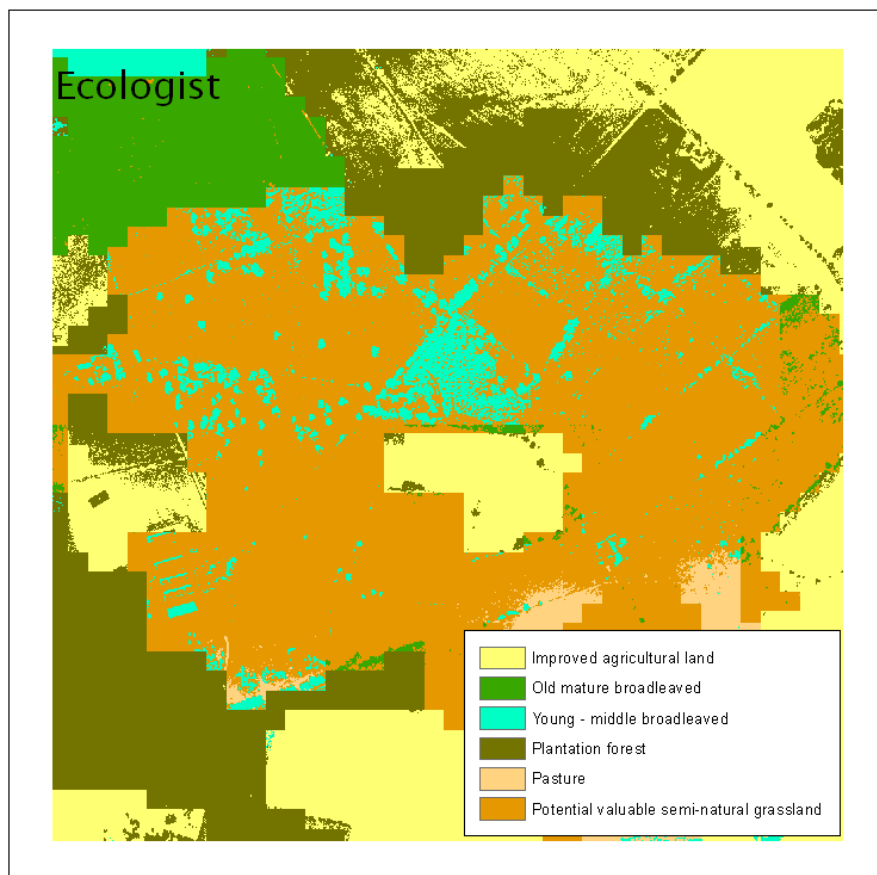 Ecologist
Improved agricultural land
Old mature broadleaved
Young - middle broadleaved
Plantation forest
Pasture
Potential valuable semi-natural grassland